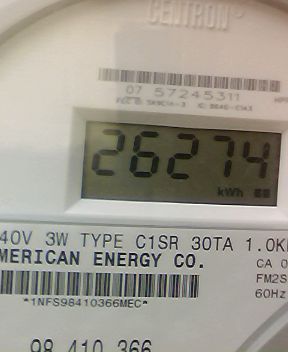 CENTRON
07 57245311
26274
kWh
40V 3W TYPE C1SR 30TA 1.0K
MERICAN ENERGY CO.
CA 0
FM2S
60Hz
*1NFS98410366MEC*
98 410 366